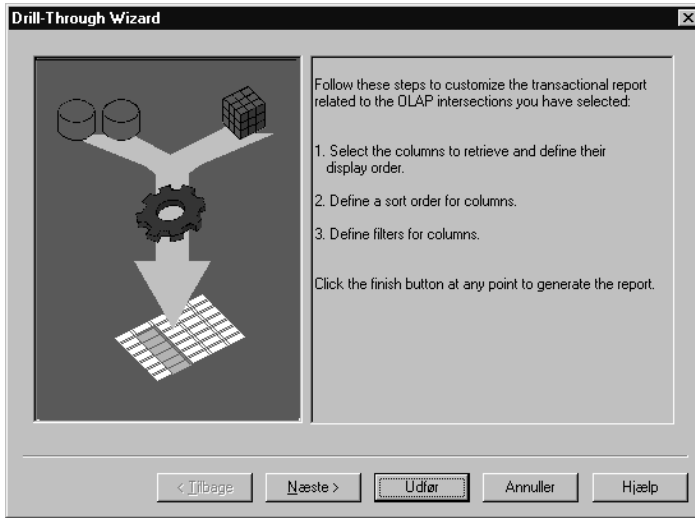 Drill-Through Wizard
Follow these steps to customize the transactional report
related to the OLAP intersections you have selected:
1. Select the columns to retrieve and define their
display order.
2. Define a sort order for columns.
3. Define filters for columns.
Click the finish button at any point to generate the report.
< Tilbage
Næste >
Udfør
Annuller
Hjælp